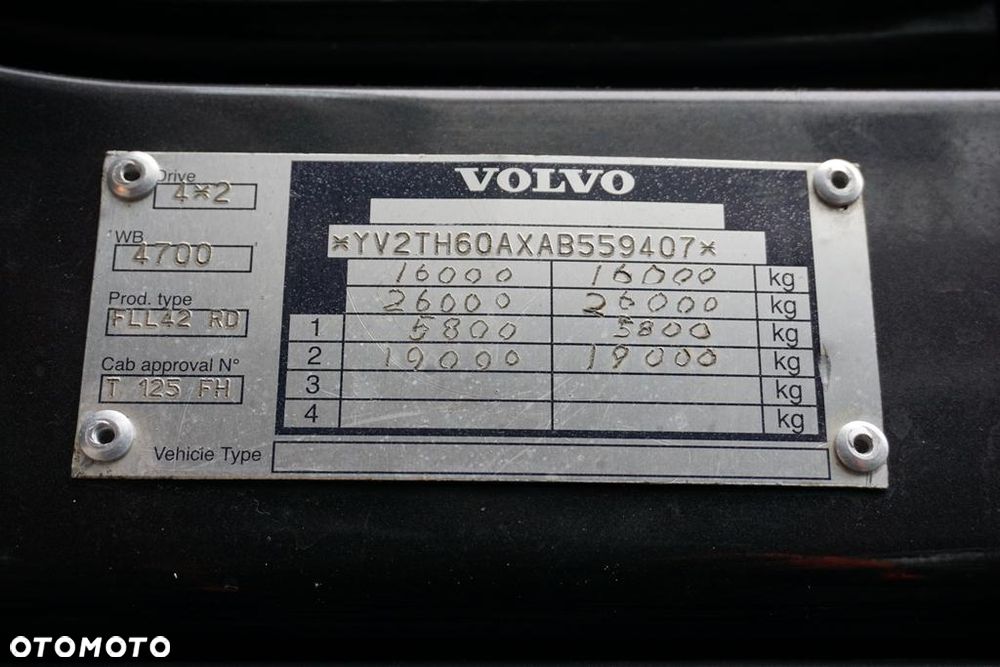 Drive
4*2
WB
4700
Prod. type
FLL42 RD
Cab approval N°
T 125 FH
VOLVO
*YV2TH60AXAB559407*
16000 16000 kg
26000 26000 kg
1 5800 5800 kg
2 19000 19000 kg
3 kg
4 kg
Vehicie Type
OTOMOTO